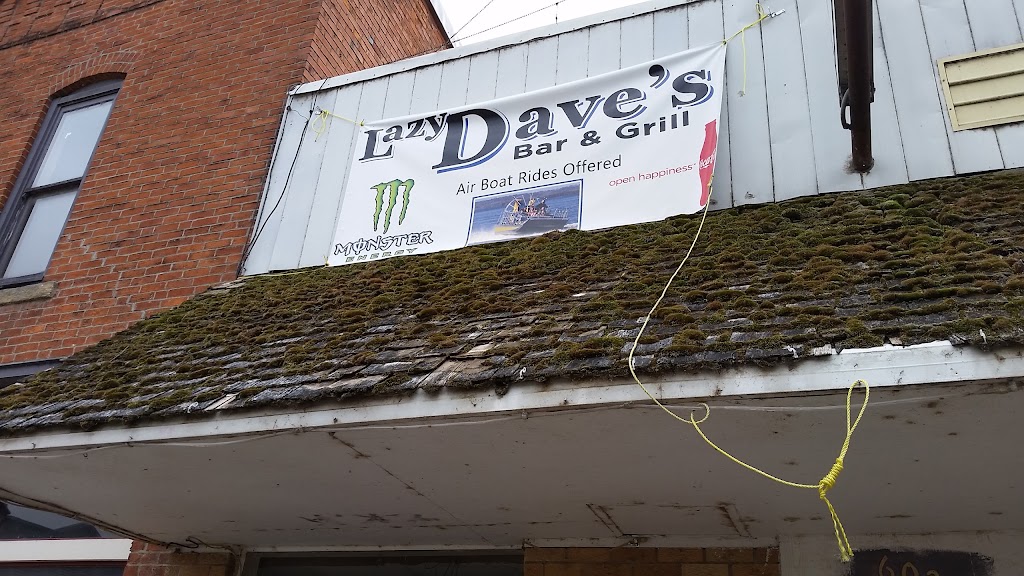 Lazy Dave's
Bar & Grill
Air Boat Rides Offered
open happiness
MONSTER
ENERGY